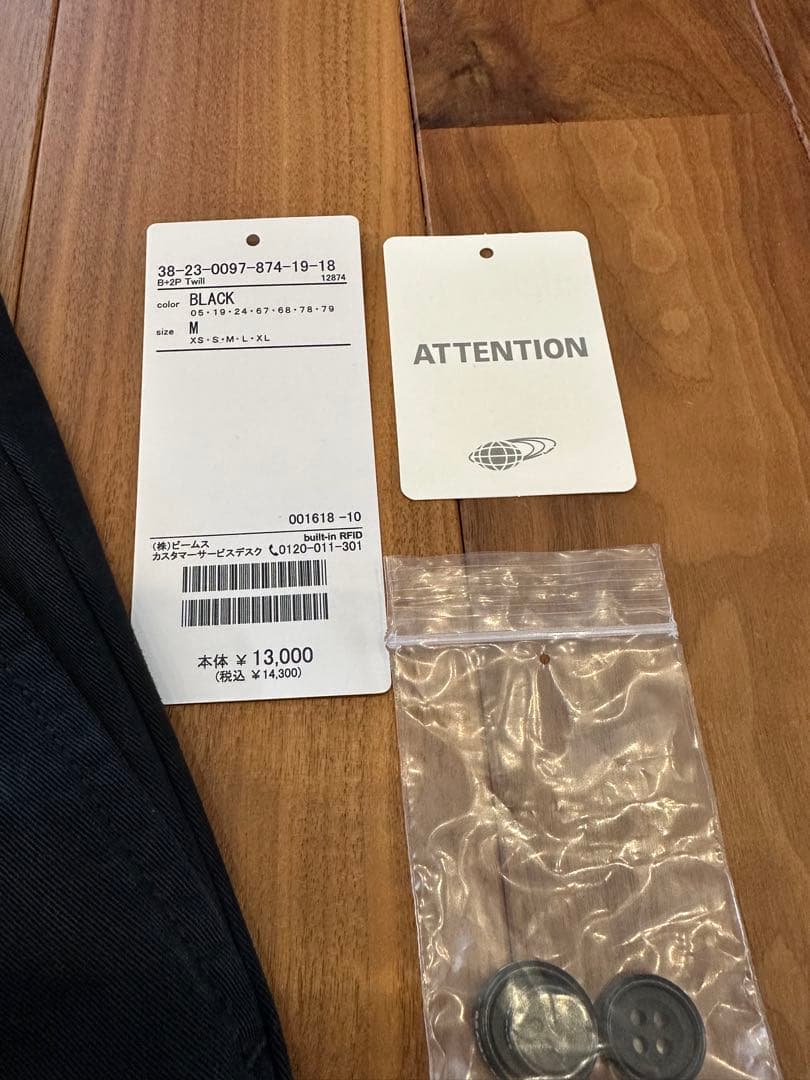 38-23-0097-874-19-18
B+2P Twill 12874
color BLACK
05・19・24・67・68・78・79
size M
XS・S・M・L・XL
001618 -10
built-in RFID
(株)ビームス
カスタマーサービスデスク 0120-011-301
本体 ¥ 13,000
(税込 ¥14,300)
ATTENTION